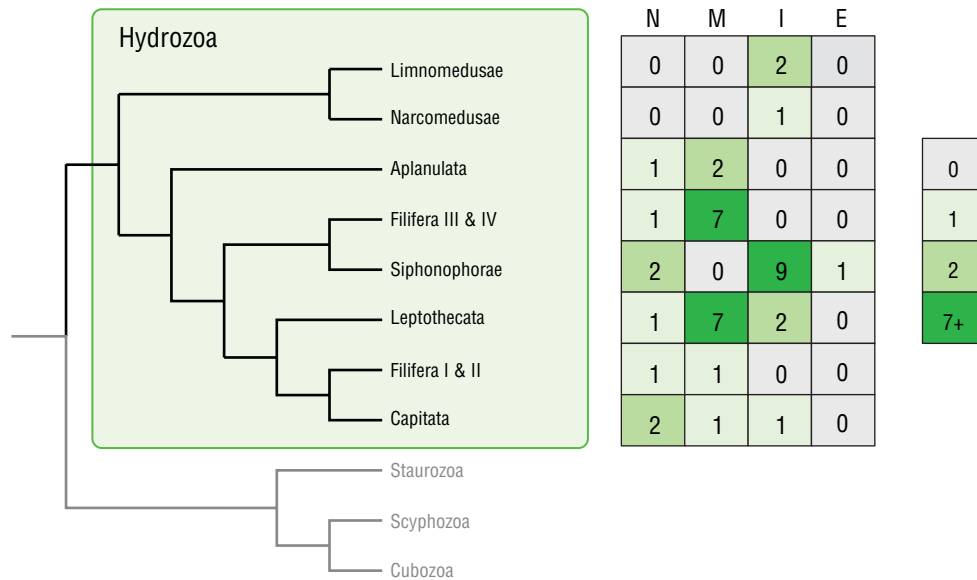 N M I E
Hydrozoa
Limnomedusae 0 0 2 0
Narcomedusae 0 0 1 0
Aplanulata 1 2 0 0
Filifera III & IV 1 7 0 0
Siphonophorae 2 0 9 1
Leptothecata 1 7 2 0
Filifera I & II 1 1 0 0
Capitata 2 1 1 0
Staurozoa
Scyphozoa
Cubozoa
0
1
2
7+